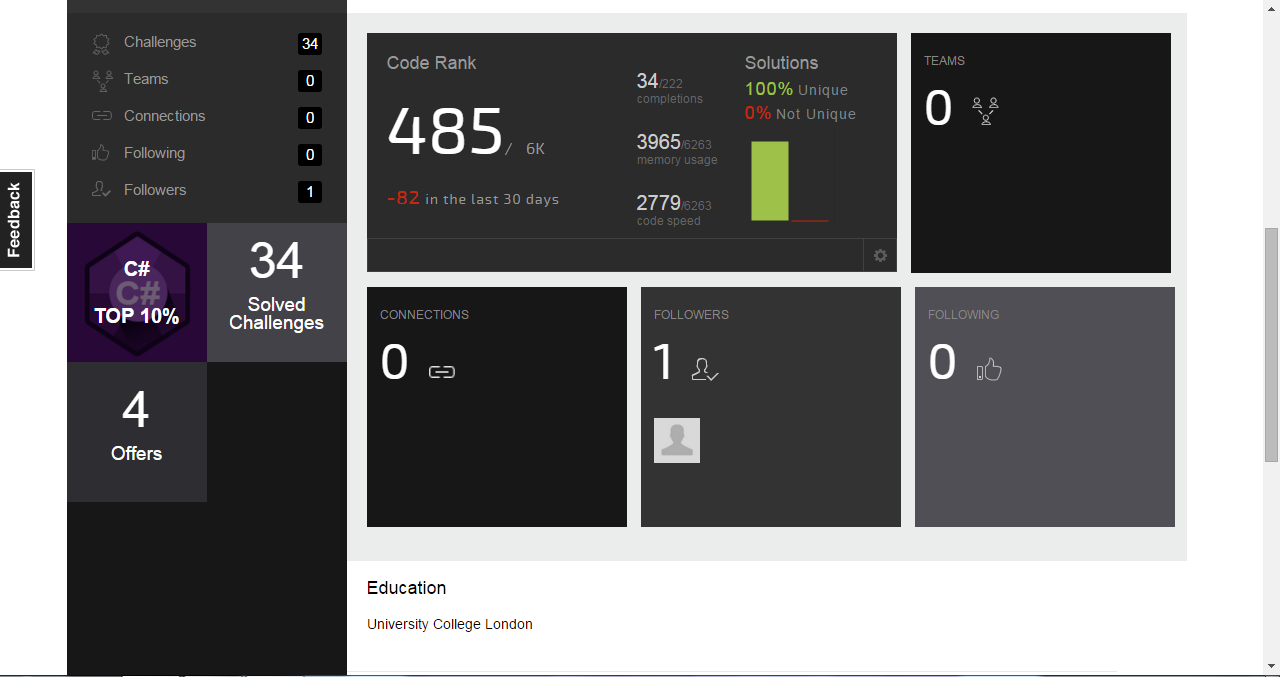 Feedback
Challenges 34
Teams 0
Connections 0
Following 0
Followers 1
C#
C#
TOP 10%
34
Solved
Challenges
4
Offers
Code Rank
485/ 6K
-82 in the last 30 days
34/222
completions
3965/6263
memory usage
2779/6263
code speed
Solutions
100% Unique
0% Not Unique
TEAMS
0
CONNECTIONS
0
FOLLOWERS
1
FOLLOWING
0
Education
University College London